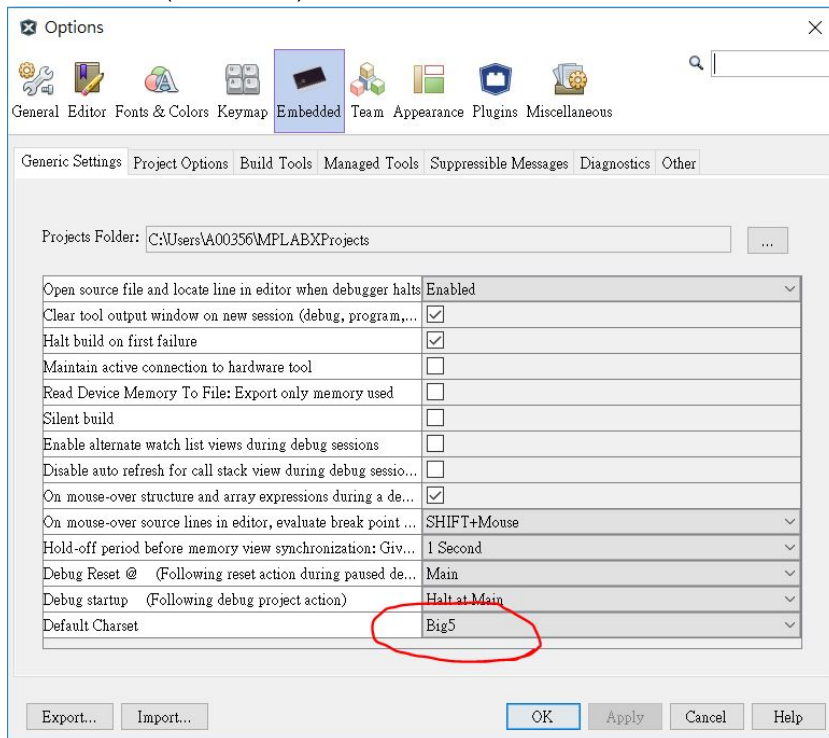 Options
General Editor Fonts & Colors Keymap Embedded Team Appearance Plugins Miscellaneous
Generic Settings Project Options Build Tools Managed Tools Suppressible Messages Diagnostics Other
Projects Folder: C:\Users\A00356\MPLABXProjects ...
Open source file and locate line in editor when debugger halts Enabled
Clear tool output window on new session (debug, program,...
Halt build on first failure
Maintain active connection to hardware tool
Read Device Memory To File: Export only memory used
Silent build
Enable alternate watch list views during debug sessions
Disable auto refresh for call stack view during debug sessio...
On mouse-over structure and array expressions during a de...
On mouse-over source lines in editor, evaluate break point ... SHIFT+Mouse
Hold-off period before memory view synchronization: Giv... 1 Second
Debug Reset @ (Following reset action during paused de... Main
Debug startup (Following debug project action) Halt at Main
Default Charset Big5
Export... Import... OK Apply Cancel Help